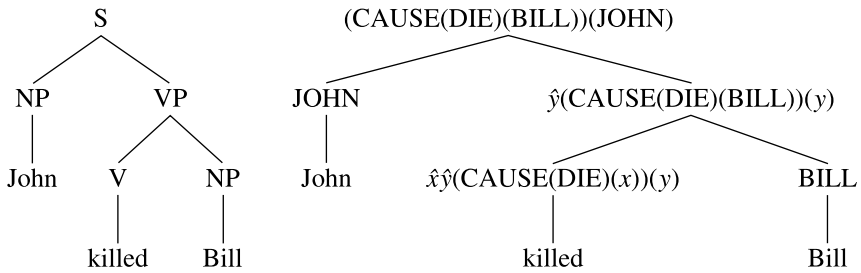 S (CAUSE(DIE)(BILL))(JOHN)
NP VP JOHN ŷ(CAUSE(DIE)(BILL))(y)
John V NP John x̂ŷ(CAUSE(DIE)(x))(y) BILL
killed Bill killed Bill